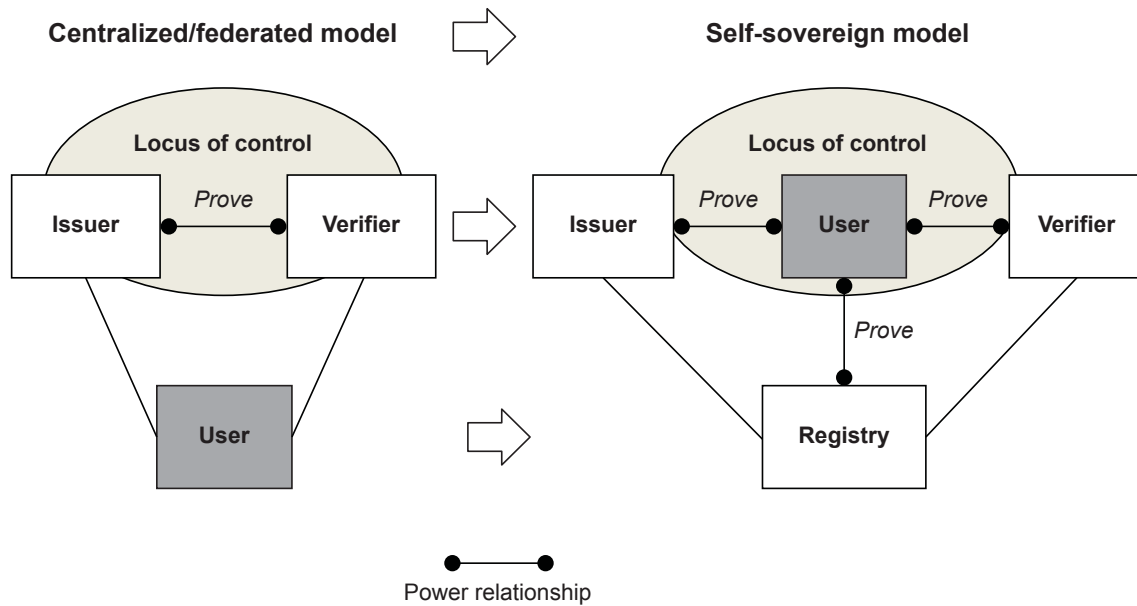 Centralized/federated model
Self-sovereign model
Locus of control
Issuer
Prove
Verifier
User
Locus of control
Issuer
Prove
User
Prove
Verifier
Prove
Registry
Power relationship